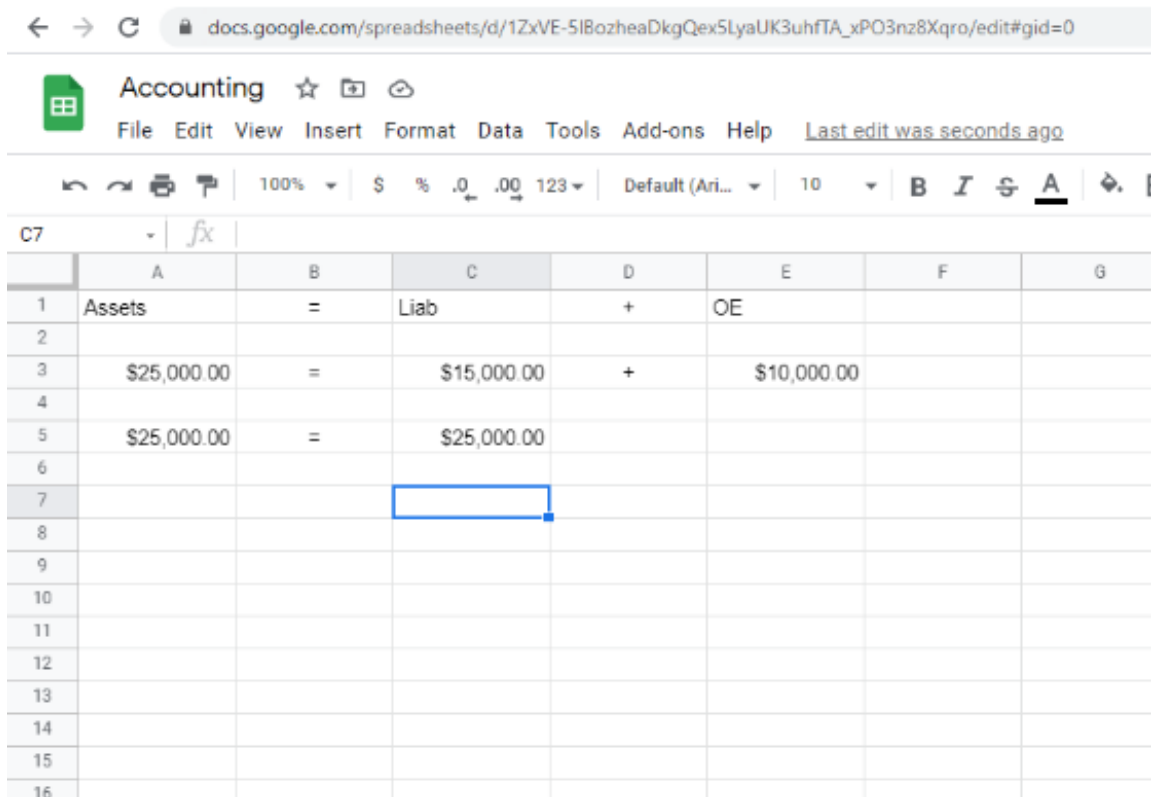 docs.google.com/spreadsheets/d/1ZxVE-5IBozheaDkgQex5LyaUK3uhfTA_xPO3nz8Xqro/edit#gid=0
Accounting
File Edit View Insert Format Data Tools Add-ons Help Last edit was seconds ago
100% $ % .0 .00 123 Default (Ari... 10 B I S A
C7 fx
A B C D E F G
1 Assets = Liab + OE
2
3 $25,000.00 = $15,000.00 + $10,000.00
4
5 $25,000.00 = $25,000.00
6
7
8
9
10
11
12
13
14
15
16